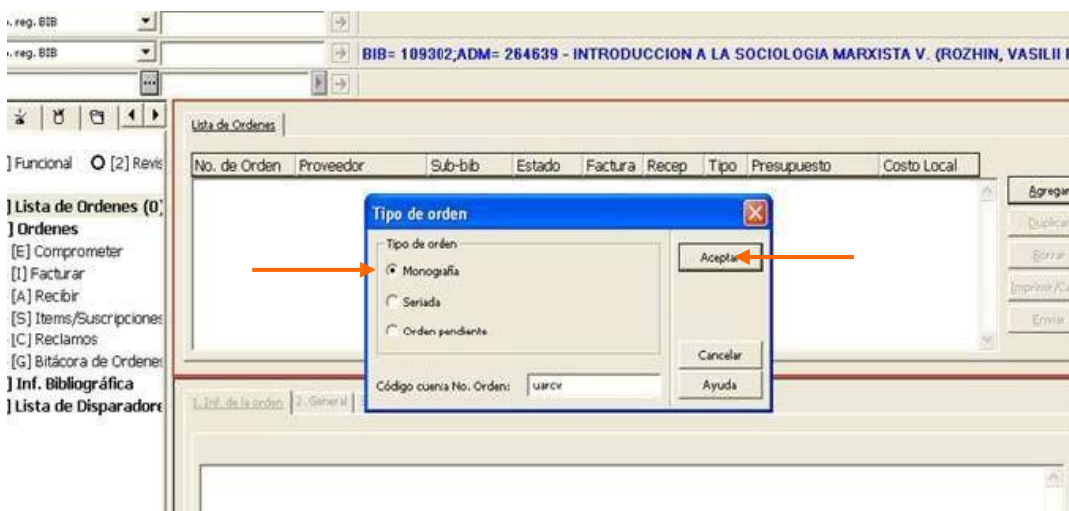 . reg. BIB
. reg. BIB
BIB= 109302;ADM= 264639 - INTRODUCCION A LA SOCIOLOGIA MARXISTA V. (ROZHIN, VASILII
] Funcional [2] Revis
] Lista de Ordenes (0)
] Ordenes
[E] Comprometer
[I] Facturar
[A] Recibir
[S] Items/Suscripciones
[C] Reclamos
[G] Bitácora de Ordenes
] Inf. Bibliográfica
] Lista de Disparadore
Lista de Ordenes
No. de Orden Proveedor Sub-bib Estado Factura Recep Tipo Presupuesto Costo Local
Agregar
Duplicar
Borrar
Imprimir/Ca
Enviar
Tipo de orden
Tipo de orden
Monografía
Seriada
Orden pendiente
Código cuenta No. Orden: uarcv
Aceptar
Cancelar
Ayuda
1. Inf. de la orden 2. General